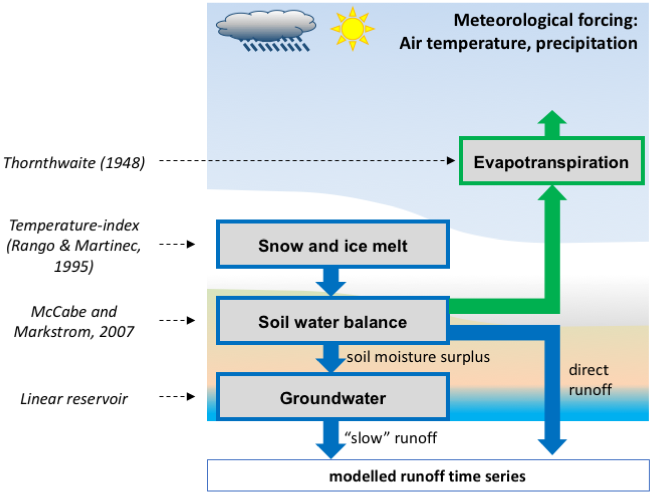 Meteorological forcing:
Air temperature, precipitation
Thornthwaite (1948)
Evapotranspiration
Temperature-index
(Rango & Martinec,
1995)
Snow and ice melt
McCabe and
Markstrom, 2007
Soil water balance
soil moisture surplus
direct
runoff
Linear reservoir
Groundwater
“slow” runoff
modelled runoff time series